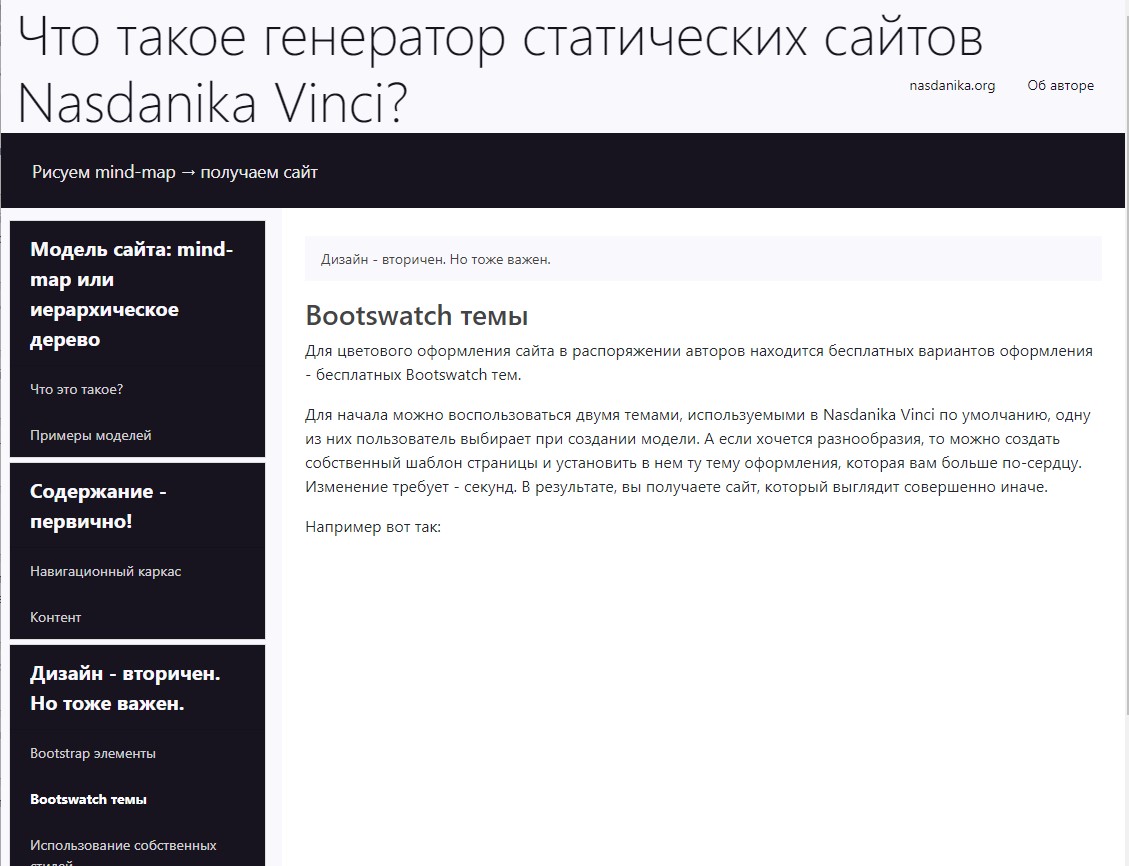 Что такое генератор статических сайтов
Nasdanika Vinci?
nasdanika.org
Об авторе
Рисуем mind-map → получаем сайт
Модель сайта: mind-
map или
иерархическое
дерево
Что это такое?
Примеры моделей
Содержание -
первично!
Навигационный каркас
Контент
Дизайн - вторичен.
Но тоже важен.
Bootstrap элементы
Bootswatch темы
Использование собственных
стилей
Дизайн - вторичен. Но тоже важен.
Bootswatch темы
Для цветового оформления сайта в распоряжении авторов находится бесплатных вариантов оформления
- бесплатных Bootswatch тем.
Для начала можно воспользоваться двумя темами, используемыми в Nasdanika Vinci по умолчанию, одну
из них пользователь выбирает при создании модели. А если хочется разнообразия, то можно создать
собственный шаблон страницы и установить в нем ту тему оформления, которая вам больше по-сердцу.
Изменение требует - секунд. В результате, вы получаете сайт, который выглядит совершенно иначе.
Например вот так: